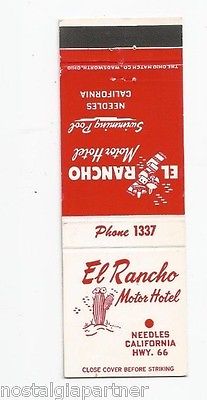 THE OHIO MATCH CO. WADSWORTH, OHIO
EL RANCHO
Motor Hotel
Swimming Pool
NEEDLES
CALIFORNIA
Phone 1337
El Rancho
Motor Hotel
NEEDLES
CALIFORNIA
HWY. 66
CLOSE COVER BEFORE STRIKING
nostalgiapartner